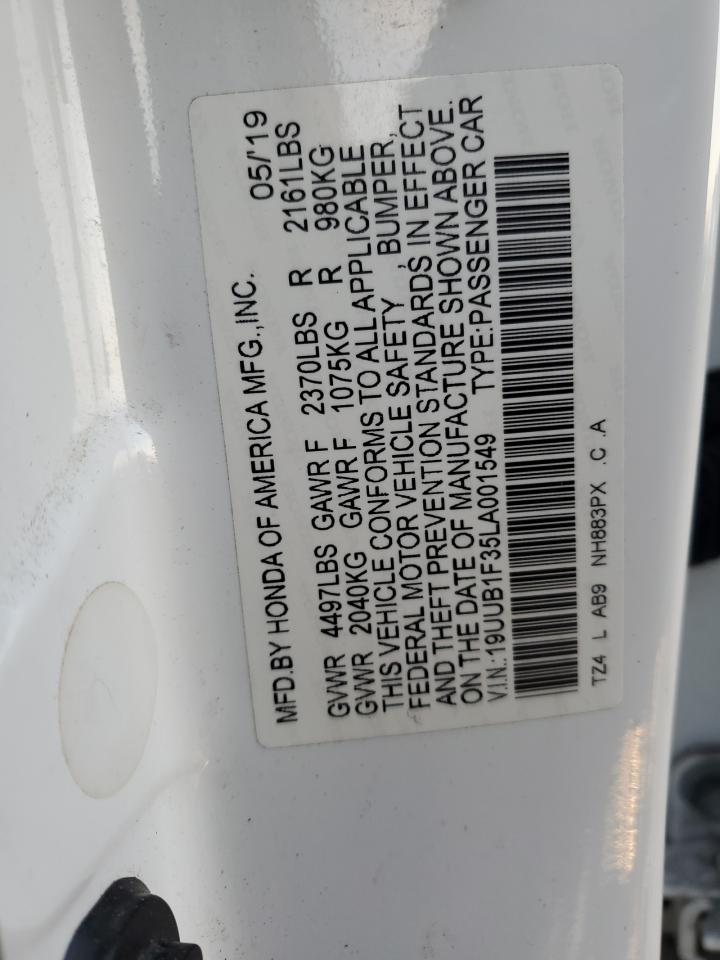 MFD.BY HONDA OF AMERICA MFG.,INC. 05/'19
GVWR 4497LBS GAWR F 2370LBS R 2161LBS
GVWR 2040KG GAWR F 1075KG R 980KG
THIS VEHICLE CONFORMS TO ALL APPLICABLE
FEDERAL MOTOR VEHICLE SAFETY , BUMPER,
AND THEFT PREVENTION STANDARDS IN EFFECT
ON THE DATE OF MANUFACTURE SHOWN ABOVE.
V.I.N.:19UUB1F35LA001549 TYPE:PASSENGER CAR
TZ4 L AB9 NH883PX .C .A